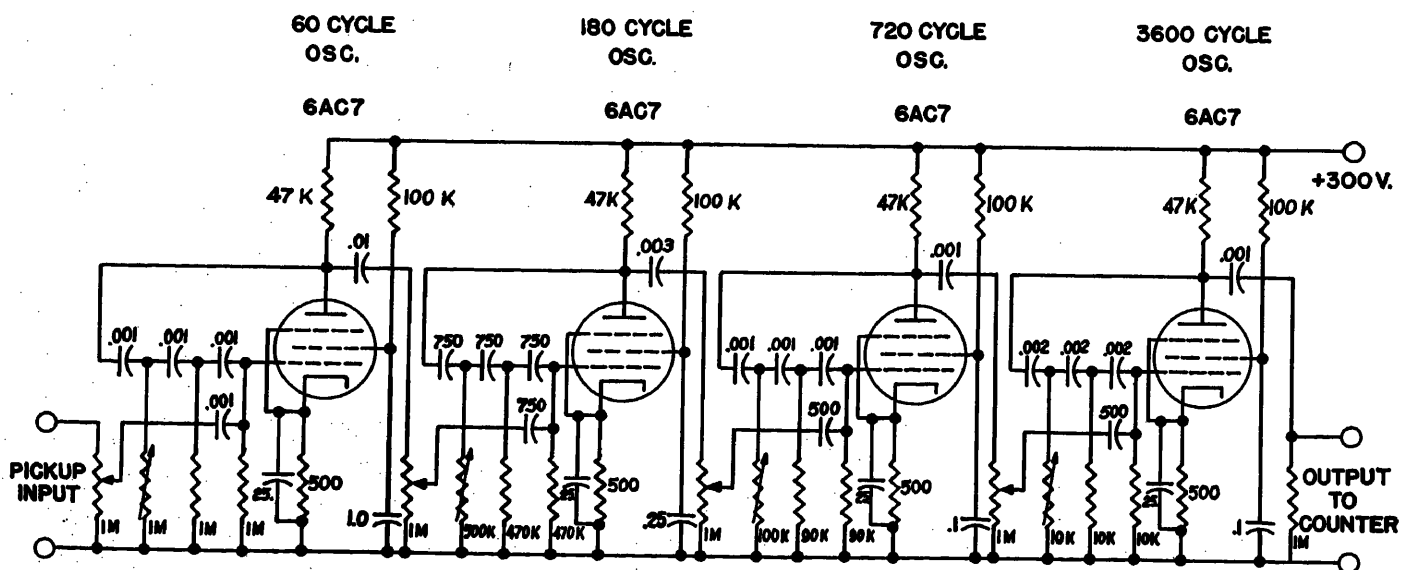 60 CYCLE
OSC.
180 CYCLE
OSC.
720 CYCLE
OSC.
3600 CYCLE
OSC.
6AC7
6AC7
6AC7
6AC7
+300V.
47 K
100 K
47K
100 K
47K
100 K
47K
100 K
.01
.003
.001
.001
.001
.001
.001
750
750
750
.001
.001
.001
.002
.002
.002
.001
750
500
500
PICKUP
INPUT
OUTPUT
TO
COUNTER
25.
500
.25
500
.25
500
.25
500
1M
1M
1M
1M
1.0
1M
500K
470K
470K
.25
1M
100K
90K
90K
.1
1M
10K
10K
10K
.1
1M